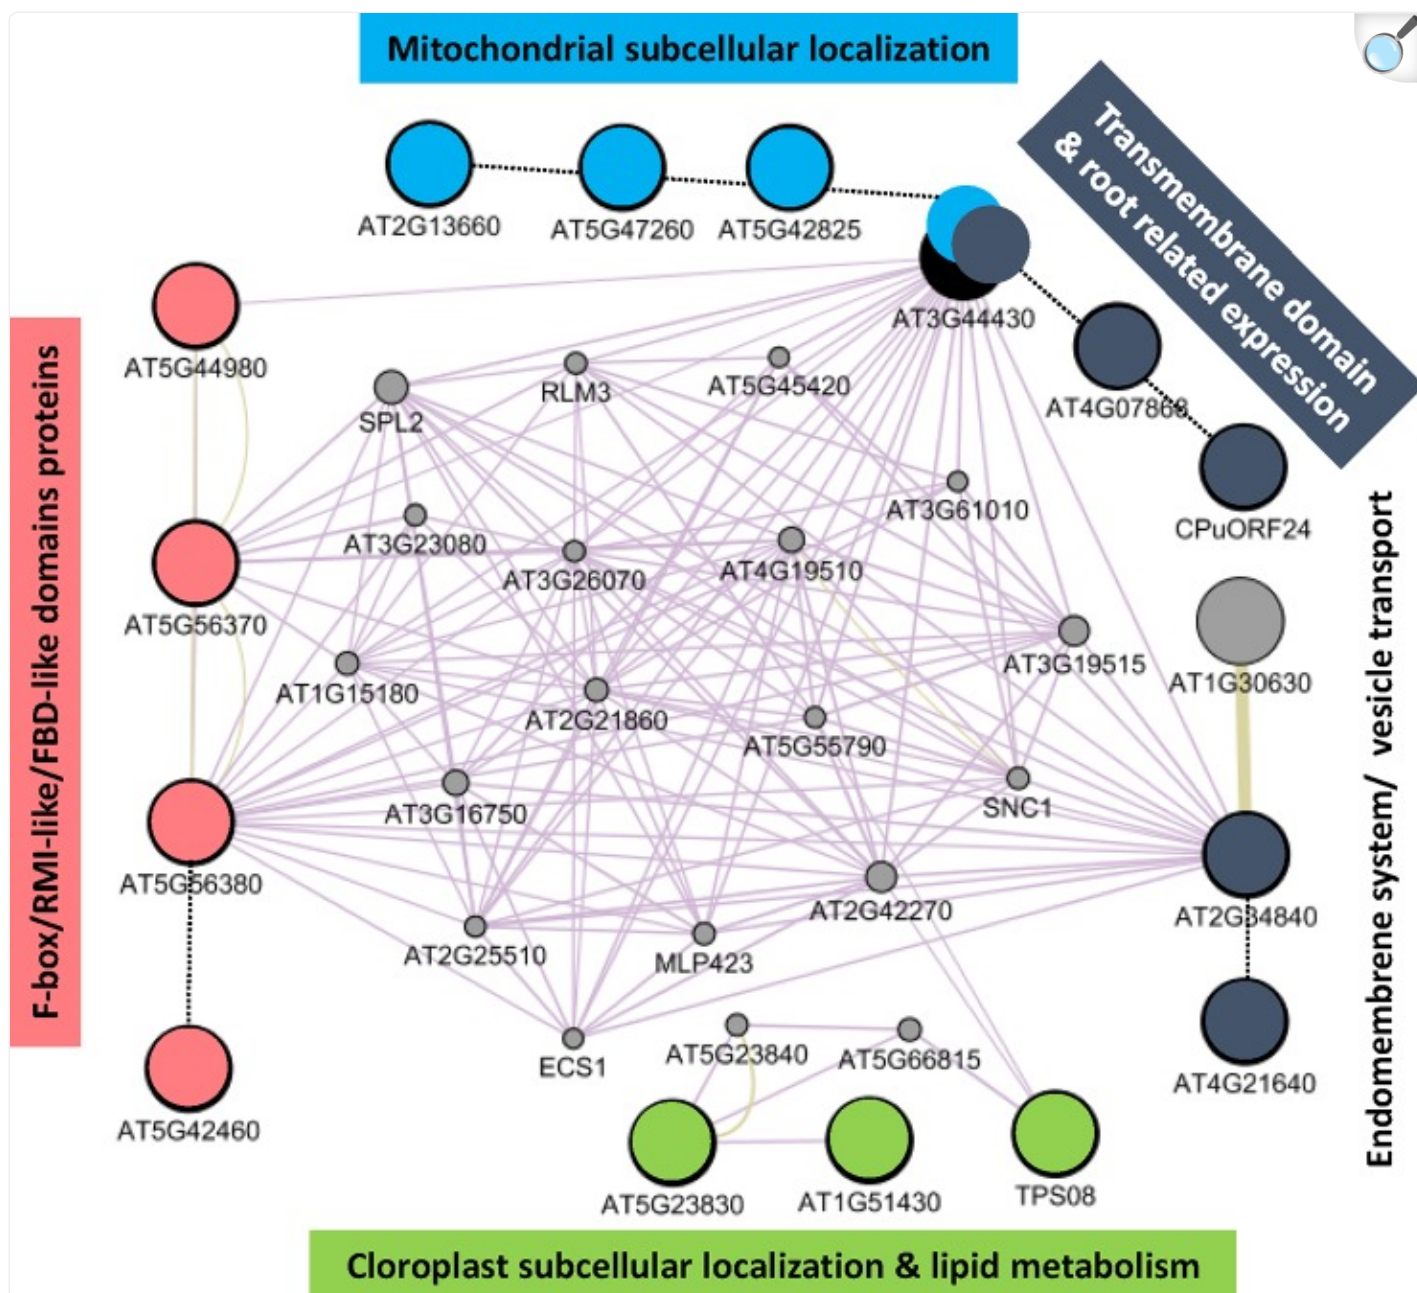 Mitochondrial subcellular localization
Transmembrane domain
& root related expression
AT2G13660
AT5G47260
AT5G42825
AT3G44430
AT5G44980
AT4G07868
CPuORF24
SPL2
RLM3
AT5G45420
AT3G61010
AT3G23080
AT3G26070
AT4G19510
F-box/RMI-like/FBD-like domains proteins
AT5G56370
AT1G15180
AT2G21860
AT5G55790
AT3G19515
AT1G30630
Endomembrene system/ vesicle transport
AT3G16750
SNC1
AT5G56380
AT2G42270
AT2G34840
AT2G25510
MLP423
ECS1
AT5G23840
AT5G66815
AT4G21640
AT5G42460
AT5G23830
AT1G51430
TPS08
Cloroplast subcellular localization & lipid metabolism